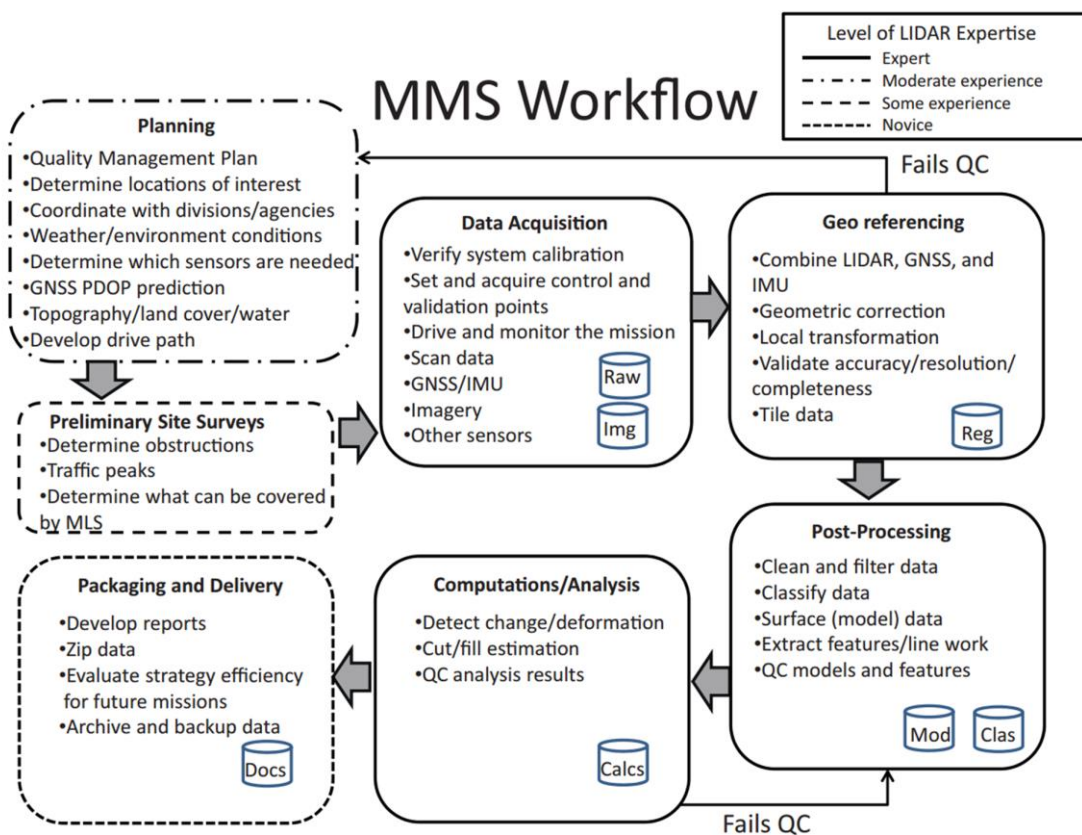 Level of LIDAR Expertise
Expert
Moderate experience
Some experience
Novice
MMS Workflow
Planning
•Quality Management Plan
•Determine locations of interest
•Coordinate with divisions/agencies
•Weather/environment conditions
•Determine which sensors are needed
•GNSS PDOP prediction
•Topography/land cover/water
•Develop drive path
Fails QC
Preliminary Site Surveys
•Determine obstructions
•Traffic peaks
•Determine what can be covered
by MLS
Data Acquisition
•Verify system calibration
•Set and acquire control and
validation points
•Drive and monitor the mission
•Scan data
•GNSS/IMU
•Imagery
•Other sensors
Raw
Img
Geo referencing
•Combine LIDAR, GNSS, and
IMU
•Geometric correction
•Local transformation
•Validate accuracy/resolution/
completeness
•Tile data
Reg
Post-Processing
•Clean and filter data
•Classify data
•Surface (model) data
•Extract features/line work
•QC models and features
Mod
Clas
Computations/Analysis
•Detect change/deformation
•Cut/fill estimation
•QC analysis results
Calcs
Fails QC
Packaging and Delivery
•Develop reports
•Zip data
•Evaluate strategy efficiency
for future missions
•Archive and backup data
Docs